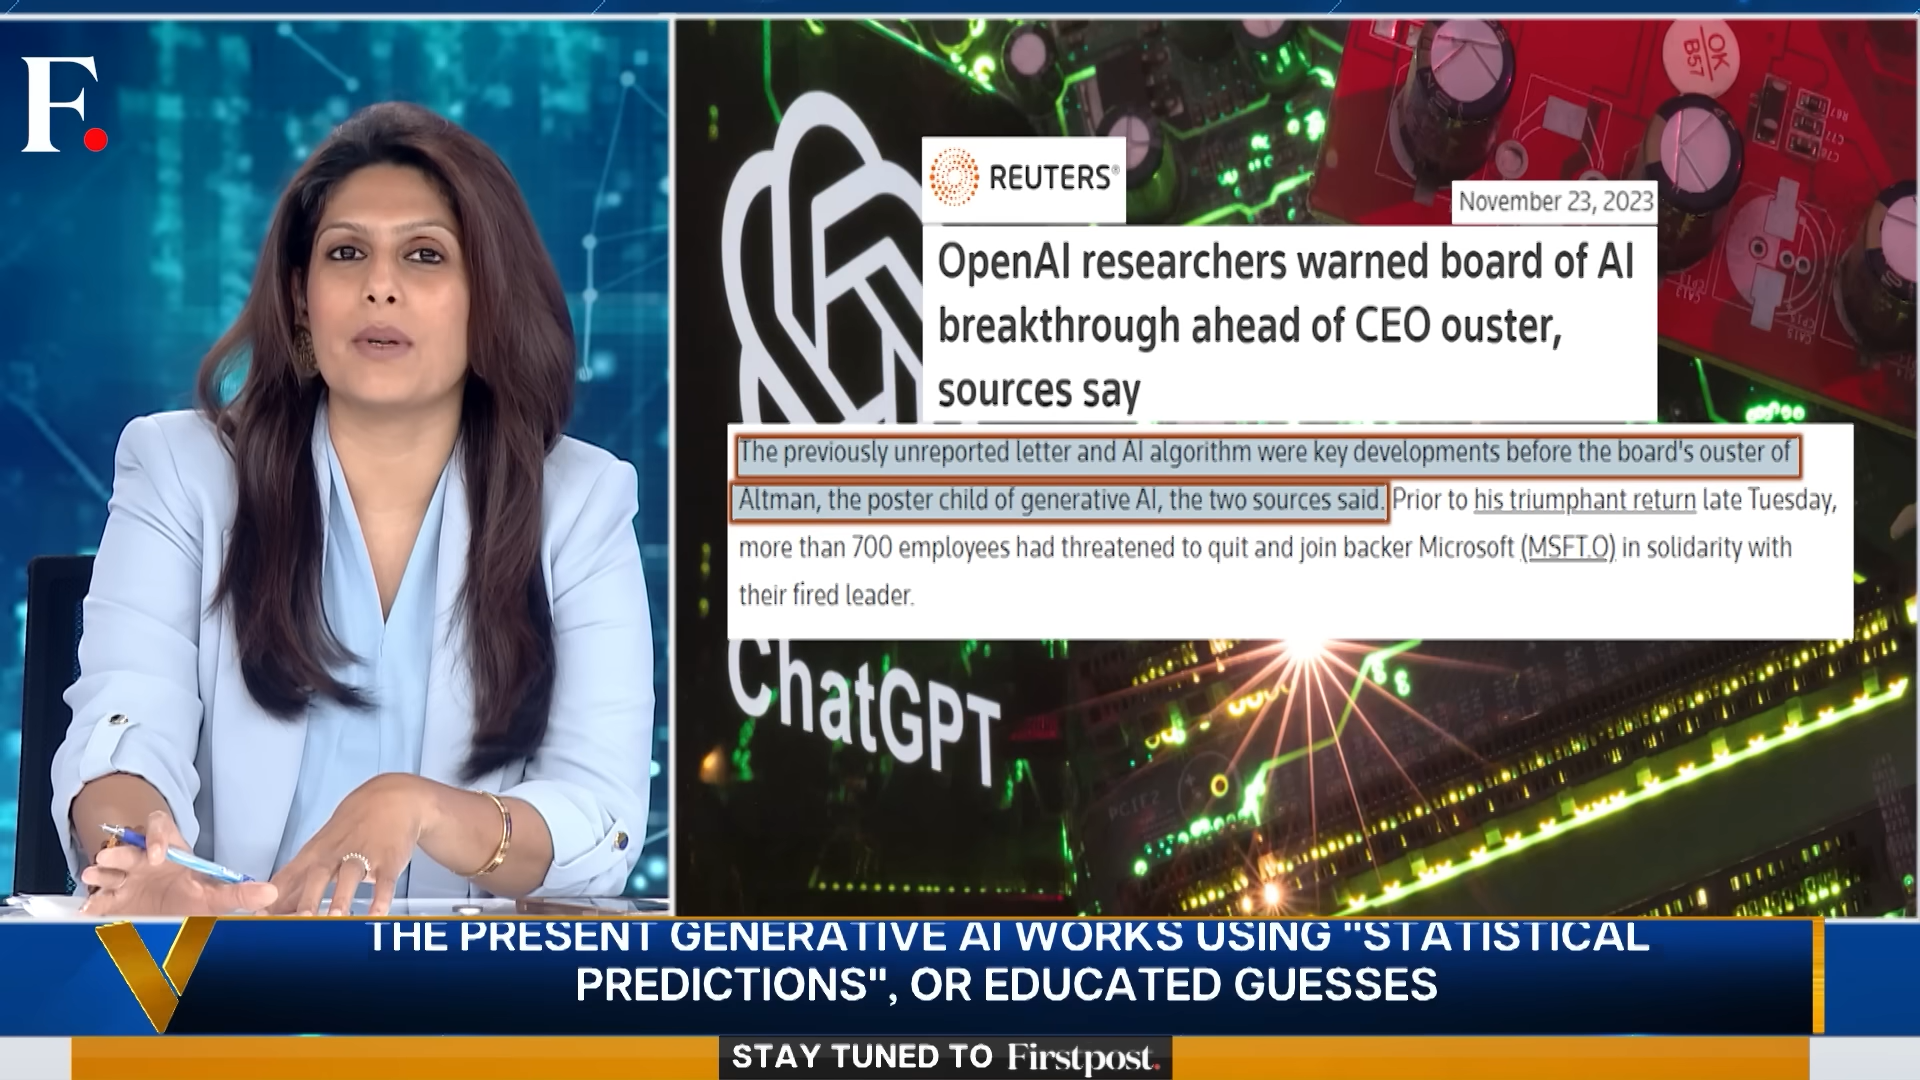 F.
OK
B57
REUTERS®
November 23, 2023
OpenAI researchers warned board of AI
breakthrough ahead of CEO ouster,
sources say
The previously unreported letter and AI algorithm were key developments before the board's ouster of
Altman, the poster child of generative AI, the two sources said. Prior to his triumphant return late Tuesday,
more than 700 employees had threatened to quit and join backer Microsoft (MSFT.O) in solidarity with
their fired leader.
ChatGPT
PCIE2
THE PRESENT GENERATIVE AI WORKS USING "STATISTICAL
PREDICTIONS", OR EDUCATED GUESSES
STAY TUNED TO Firstpost.